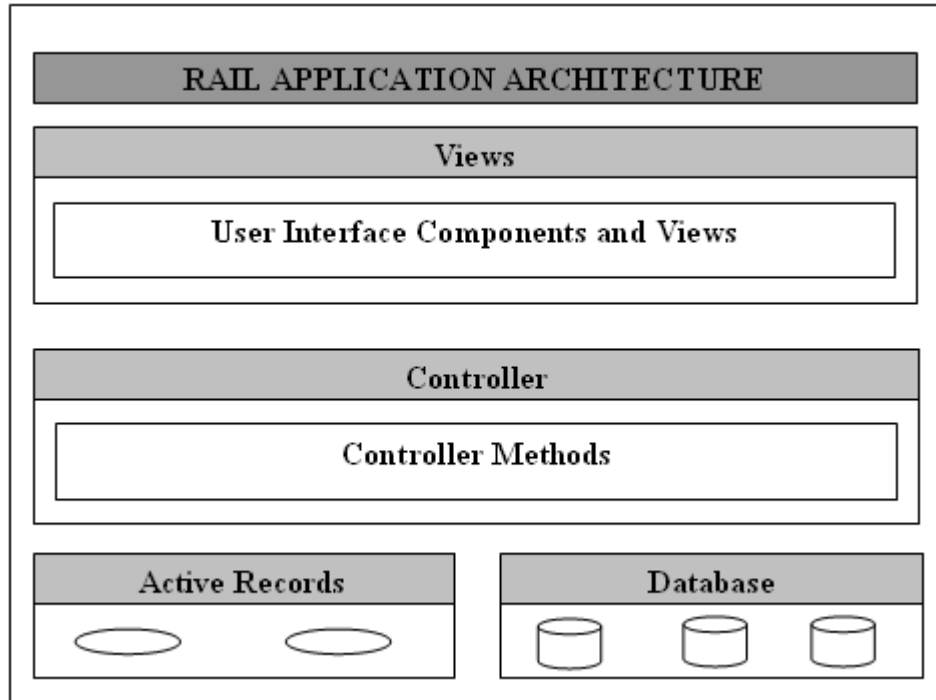 RAIL APPLICATION ARCHITECTURE
Views
User Interface Components and Views
Controller
Controller Methods
Active Records
Database